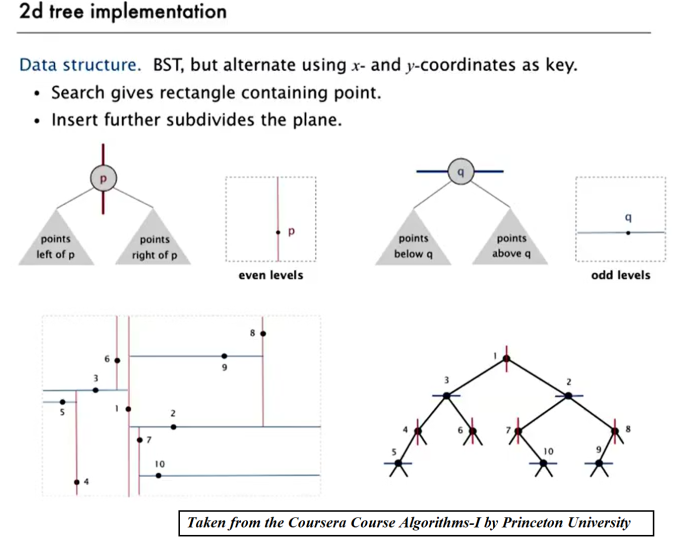 2d tree implementation
Data structure. BST, but alternate using x- and y-coordinates as key.
• Search gives rectangle containing point.
• Insert further subdivides the plane.
p
points
left of p
points
right of p
p
even levels
q
points
below q
points
above q
q
odd levels
8
6
9
3
5
1
2
7
10
4
1
3
2
4
6
7
8
5
10
9
Taken from the Coursera Course Algorithms-I by Princeton University